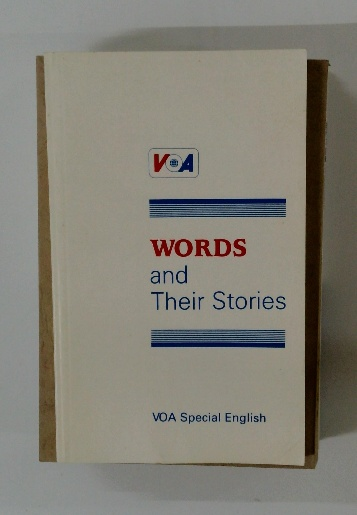 VOA
WORDS
and
Their Stories
VOA Special English